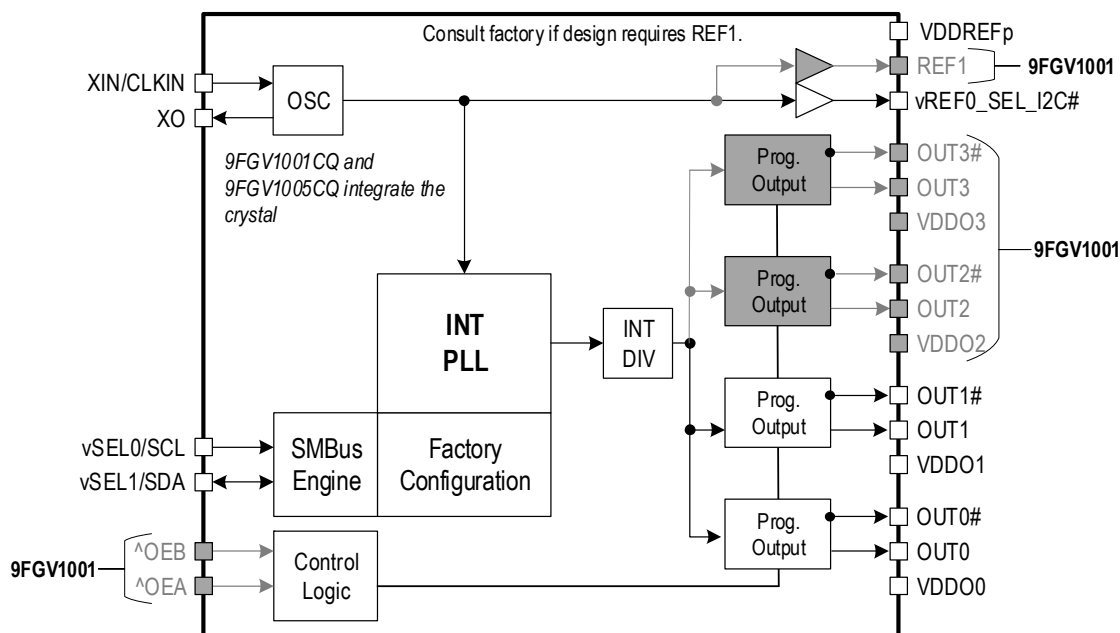 Consult factory if design requires REF1.
VDDREFp
REF1
9FGV1001
vREF0_SEL_I2C#
XIN/CLKIN
XO
OSC
9FGV1001CQ and
9FGV1005CQ integrate the
crystal
Prog.
Output
OUT3#
OUT3
VDDO3
9FGV1001
Prog.
Output
OUT2#
OUT2
VDDO2
INT
PLL
INT
DIV
Prog.
Output
OUT1#
OUT1
VDDO1
vSEL0/SCL
vSEL1/SDA
SMBus
Engine
Factory
Configuration
Prog.
Output
OUT0#
OUT0
VDDO0
9FGV1001
^OEB
^OEA
Control
Logic